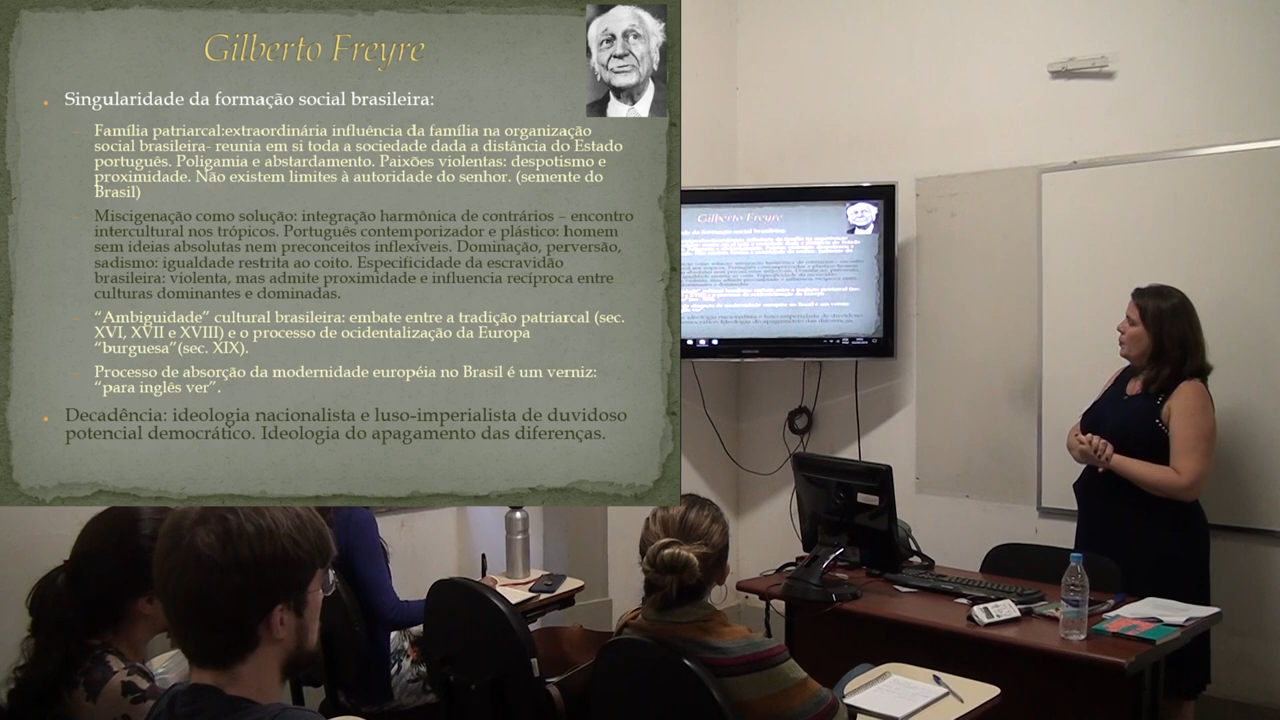 Gilberto Freyre
Singularidade da formação social brasileira:
Família patriarcal:extraordinária influência da família na organização
social brasileira- reunia em si toda a sociedade dada a distância do Estado
português. Poligamia e abstardamento. Paixões violentas: despotismo e
proximidade. Não existem limites à autoridade do senhor. (semente do
Brasil)
Miscigenação como solução: integração harmônica de contrários – encontro
intercultural nos trópicos. Português contemporizador e plástico: homem
sem ideias absolutas nem preconceitos inflexíveis. Dominação, perversão,
sadismo: igualdade restrita ao coito. Especificidade da escravidão
brasileira: violenta, mas admite proximidade e influencia recíproca entre
culturas dominantes e dominadas.
“Ambiguidade” cultural brasileira: embate entre a tradição patriarcal (sec.
XVI, XVII e XVIII) e o processo de ocidentalização da Europa
“burguesa”(sec. XIX).
Processo de absorção da modernidade européia no Brasil é um verniz:
“para inglês ver”.
Decadência: ideologia nacionalista e luso-imperialista de duvidoso
potencial democrático. Ideologia do apagamento das diferenças.
Gilberto Freyre